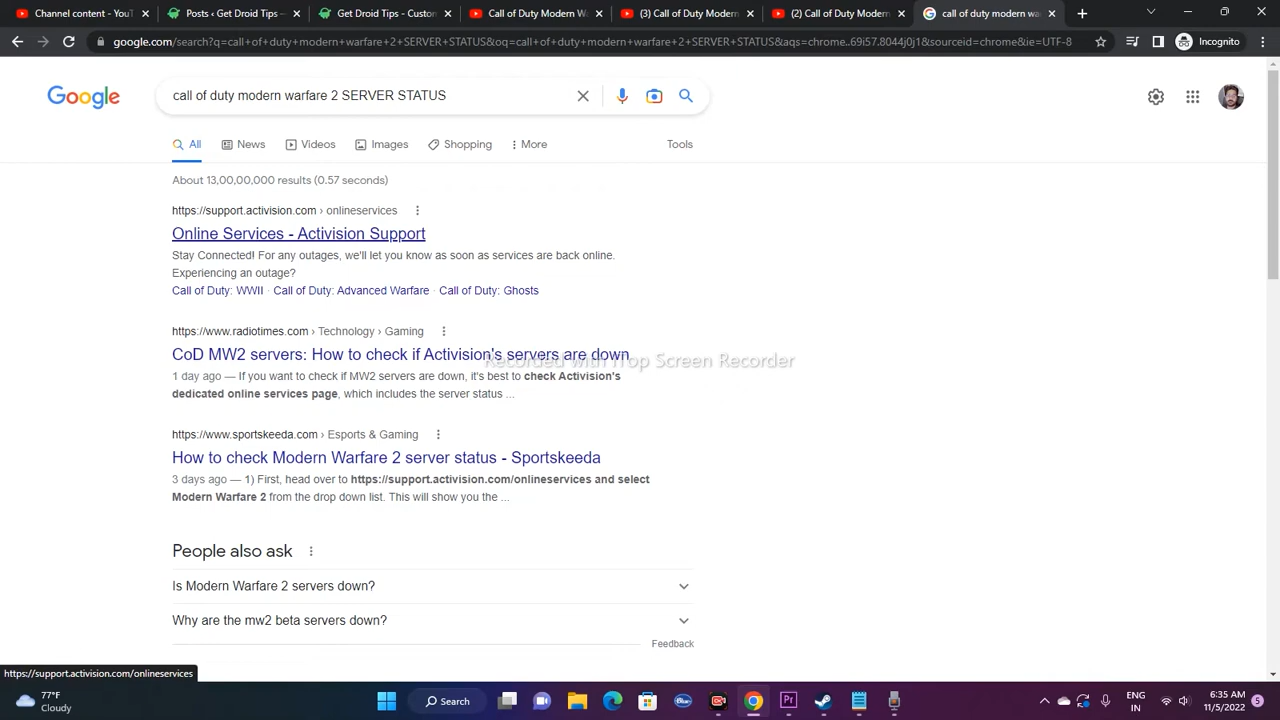 Current content - YouT
Posts ‹ Get Droid Tips —
Get Droid Tips – Custom
Call of Duty Modern Wa
(3) Call of Duty Modern
(2) Call of Duty Modern
call of duty modern war
google.com/search?q=call+of+duty+modern+warfare+2+SERVER+STATUS&oq=call+of+duty+modern+warfare+2+SERVER+STATUS&aqs=chrome..69i57.8044j0j1&sourceid=chrome&ie=UTF-8
Incognito
Google
call of duty modern warfare 2 SERVER STATUS
All
News
Videos
Images
Shopping
More
Tools
About 13,00,00,000 results (0.57 seconds)
https://support.activision.com › onlineservices
Online Services - Activision Support
Stay Connected! For any outages, we'll let you know as soon as services are back online.
Experiencing an outage?
Call of Duty: WWII · Call of Duty: Advanced Warfare · Call of Duty: Ghosts
https://www.radiotimes.com › Technology › Gaming
CoD MW2 servers: How to check if Activision's servers are down
Recorded with iTop Screen Recorder
1 day ago — If you want to check if MW2 servers are down, it's best to check Activision's
dedicated online services page, which includes the server status ...
https://www.sportskeeda.com › Esports & Gaming
How to check Modern Warfare 2 server status - Sportskeeda
3 days ago — 1) First, head over to https://support.activision.com/onlineservices and select
Modern Warfare 2 from the drop down list. This will show you the ...
People also ask
Is Modern Warfare 2 servers down?
Why are the mw2 beta servers down?
Feedback
https://support.activision.com/onlineservices
77°F
Cloudy
Search
ENG
IN
6:35 AM
11/5/2022
5